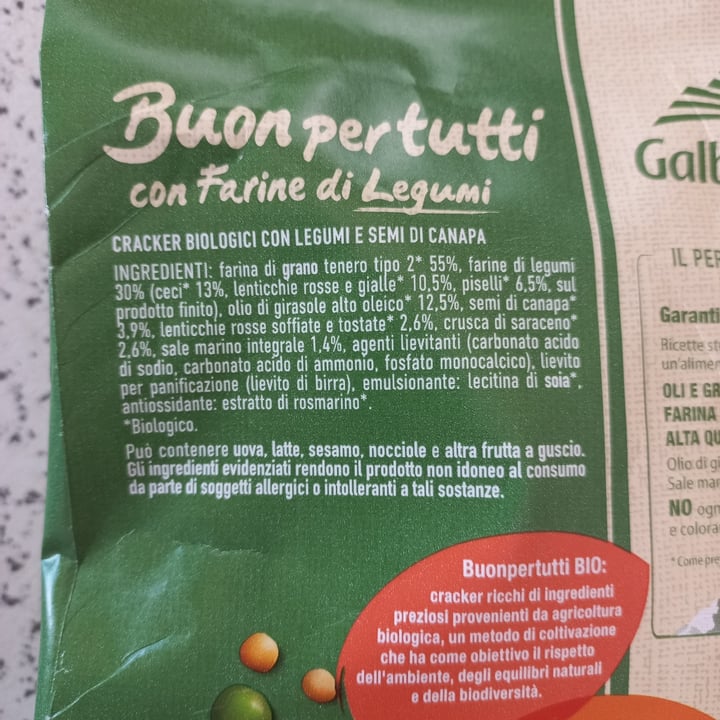 Buon per tutti
con Farine di Legumi
CRACKER BIOLOGICI CON LEGUMI E SEMI DI CANAPA
INGREDIENTI: farina di grano tenero tipo 2* 55%, farine di legumi
30% (ceci* 13%, lenticchie rosse e gialle* 10,5%, piselli* 6,5%, sul
prodotto finito), olio di girasole alto oleico* 12,5%, semi di canapa*
3,9%, lenticchie rosse soffiate e tostate* 2,6%, crusca di saraceno*
2,6%, sale marino integrale 1,4%, agenti lievitanti (carbonato acido
di sodio, carbonato acido di ammonio, fosfato monocalcico), lievito
per panificazione (lievito di birra), emulsionante: lecitina di soia*,
antiossidante: estratto di rosmarino*.
*Biologico.
Può contenere uova, latte, sesamo, nocciole e altra frutta a guscio.
Gli ingredienti evidenziati rendono il prodotto non idoneo al consumo
da parte di soggetti allergici o intolleranti a tali sostanze.
Buonpertutti BIO:
cracker ricchi di ingredienti
preziosi provenienti da agricoltura
biologica, un metodo di coltivazione
che ha come obiettivo il rispetto
dell'ambiente, degli equilibri naturali
e della biodiversità.
Galb
IL PER
Garanti
Ricette st
un'alimen
OLI E GR
FARINA
ALTA QU
Olio di gi
Sale mar
NO ogn
e colora
* Come pre